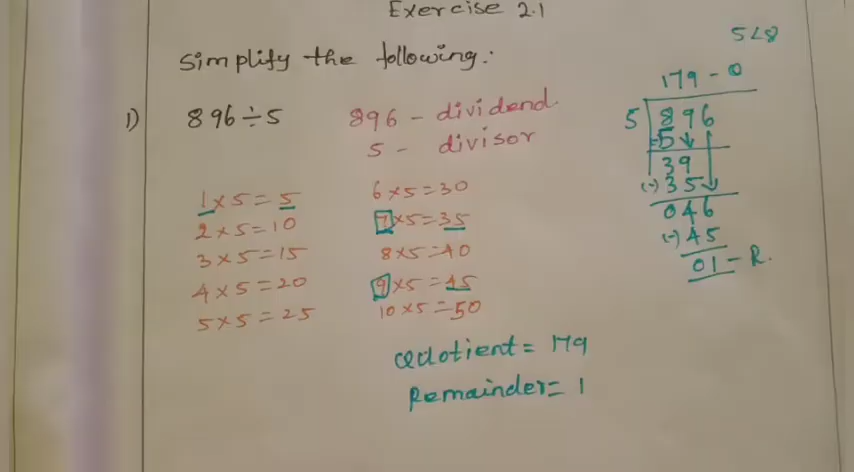 Exercise 2.1
Simplify the following:
1) 896÷5
896 - dividend.
5 - divisor
1×5=5
2×5=10
3×5=15
4×5=20
5×5=25
6×5=30
7×5=35
8×5=40
9×5=45
10×5=50
5<8
179 - Q
5 896
-5↓
39
(-) 35↓
046
(-) 45
01 - R.
Quotient = 179
Remainder= 1